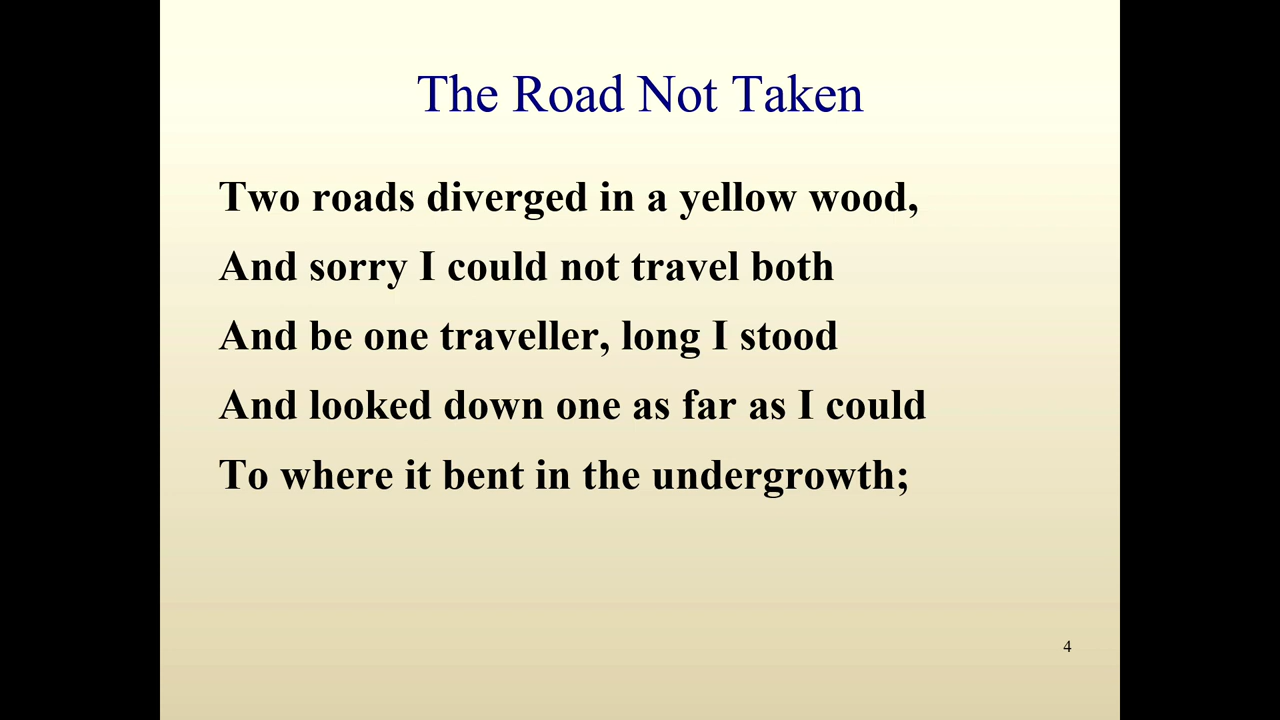 The Road Not Taken
Two roads diverged in a yellow wood,
And sorry I could not travel both
And be one traveller, long I stood
And looked down one as far as I could
To where it bent in the undergrowth;
4